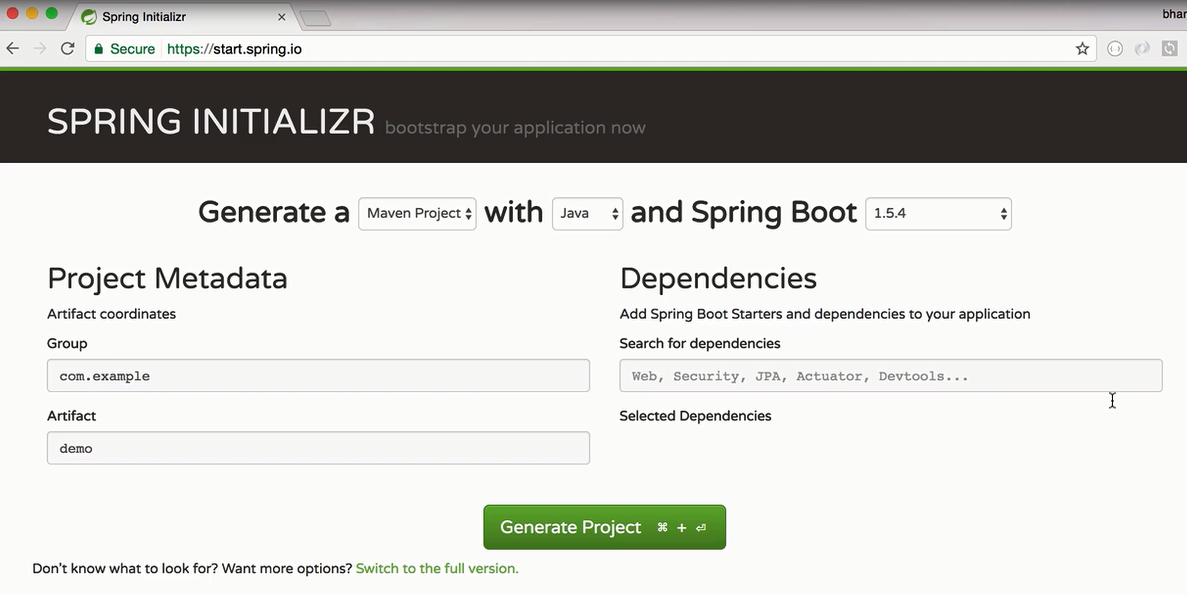 Spring Initializr
bhar
Secure https://start.spring.io
SPRING INITIALIZR bootstrap your application now
Generate a Maven Project with Java and Spring Boot 1.5.4
Project Metadata
Artifact coordinates
Group
com.example
Artifact
demo
Dependencies
Add Spring Boot Starters and dependencies to your application
Search for dependencies
Web, Security, JPA, Actuator, Devtools...
Selected Dependencies
Generate Project ⌘ + ⏎
Don't know what to look for? Want more options? Switch to the full version.